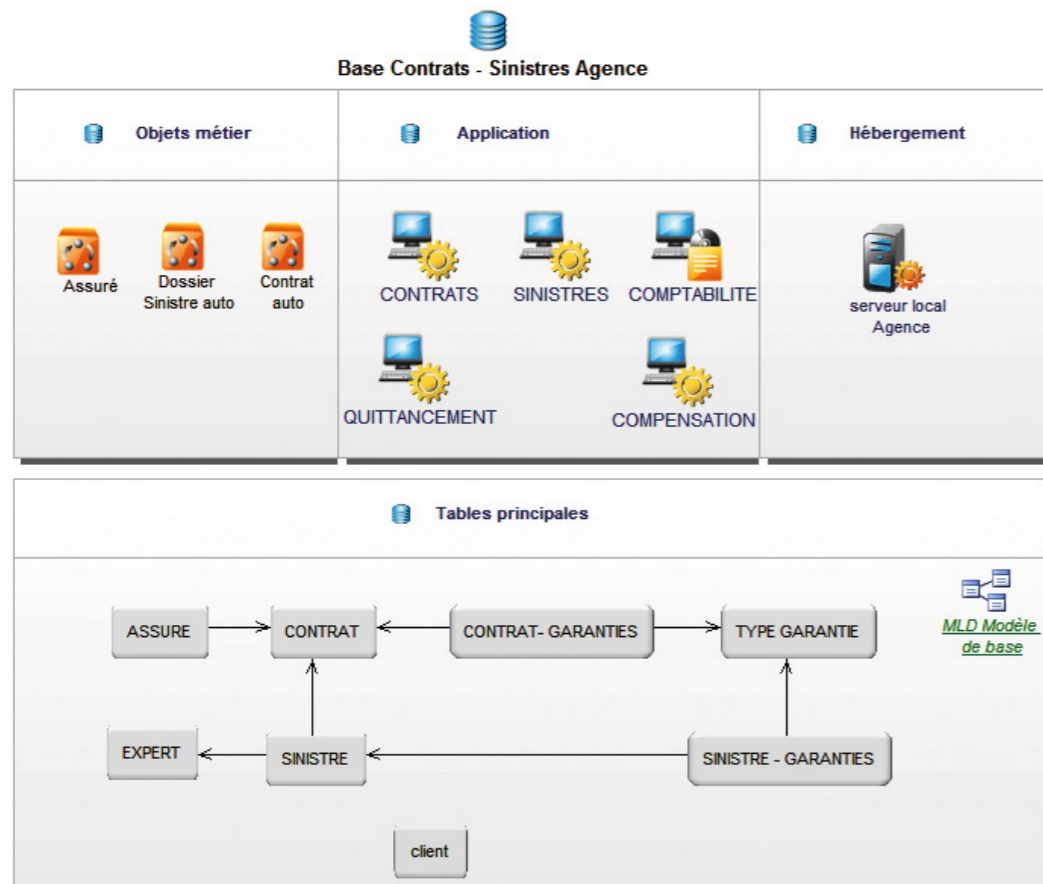 Base Contrats - Sinistres Agence
Objets métier
Application
Hébergement
Assuré
Dossier
Sinistre auto
Contrat
auto
CONTRATS
SINISTRES
COMPTABILITE
QUITTANCEMENT
COMPENSATION
serveur local
Agence
Tables principales
ASSURE
CONTRAT
CONTRAT- GARANTIES
TYPE GARANTIE
MLD Modèle
de base
EXPERT
SINISTRE
SINISTRE - GARANTIES
client